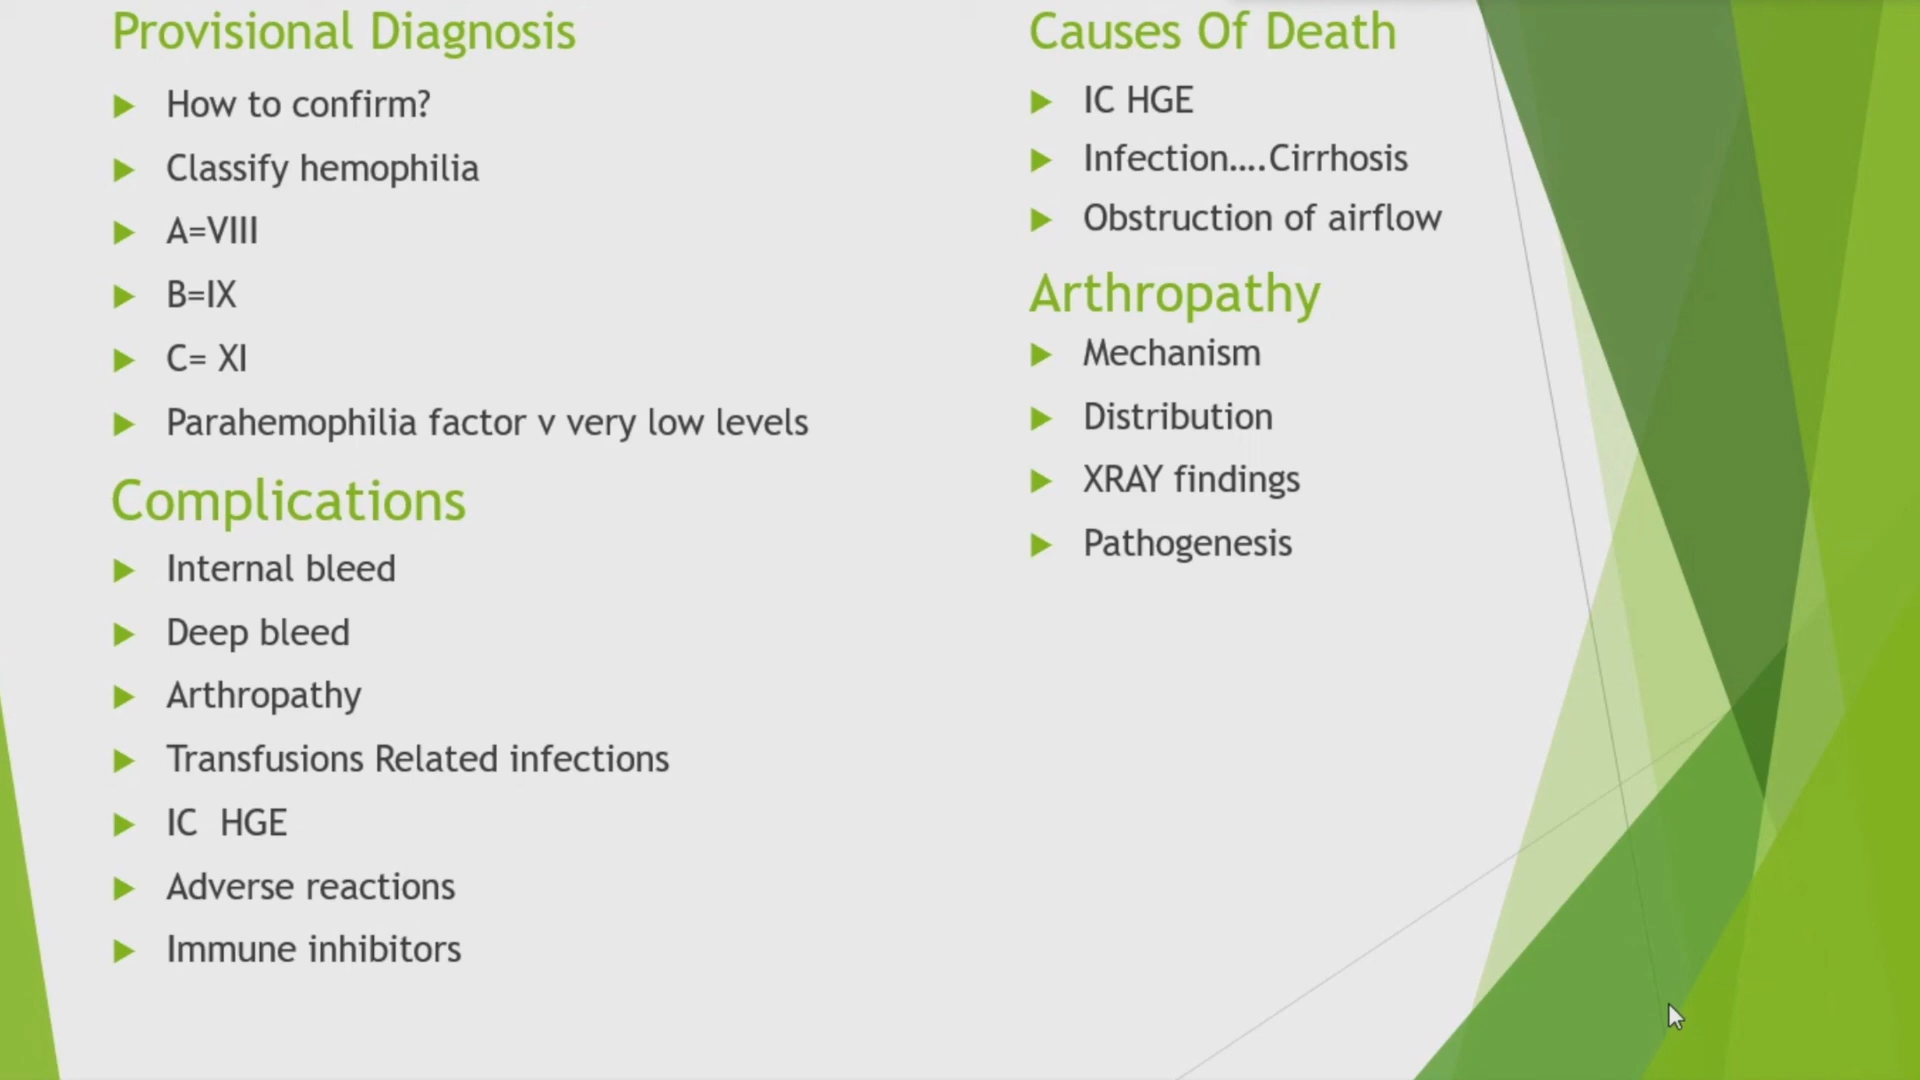 Provisional Diagnosis
How to confirm?
Classify hemophilia
A=VIII
B=IX
C= XI
Parahemophilia factor v very low levels
Complications
Internal bleed
Deep bleed
Arthropathy
Transfusions Related infections
IC  HGE
Adverse reactions
Immune inhibitors
Causes Of Death
IC HGE
Infection....Cirrhosis
Obstruction of airflow
Arthropathy
Mechanism
Distribution
XRAY findings
Pathogenesis